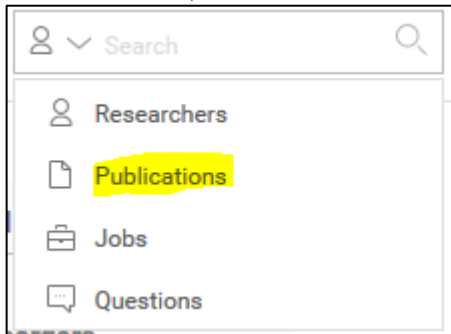 Search
Researchers
Publications
Jobs
Questions